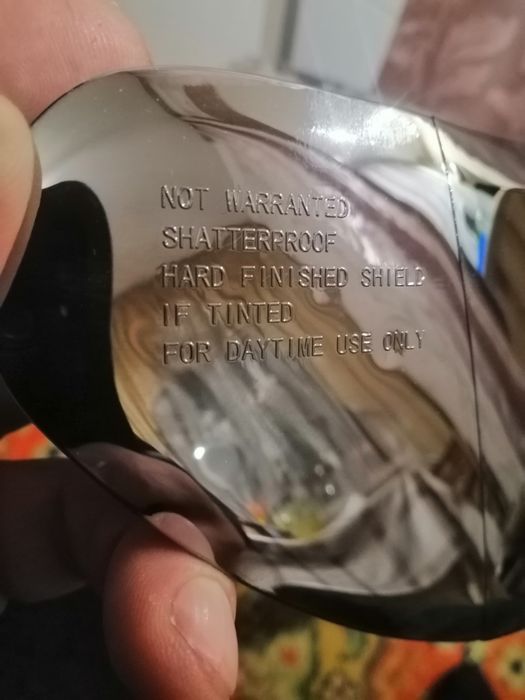 NOT WARRANTED
SHATTERPROOF
HARD FINISHED SHIELD
IF TINTED
FOR DAYTIME USE ONLY